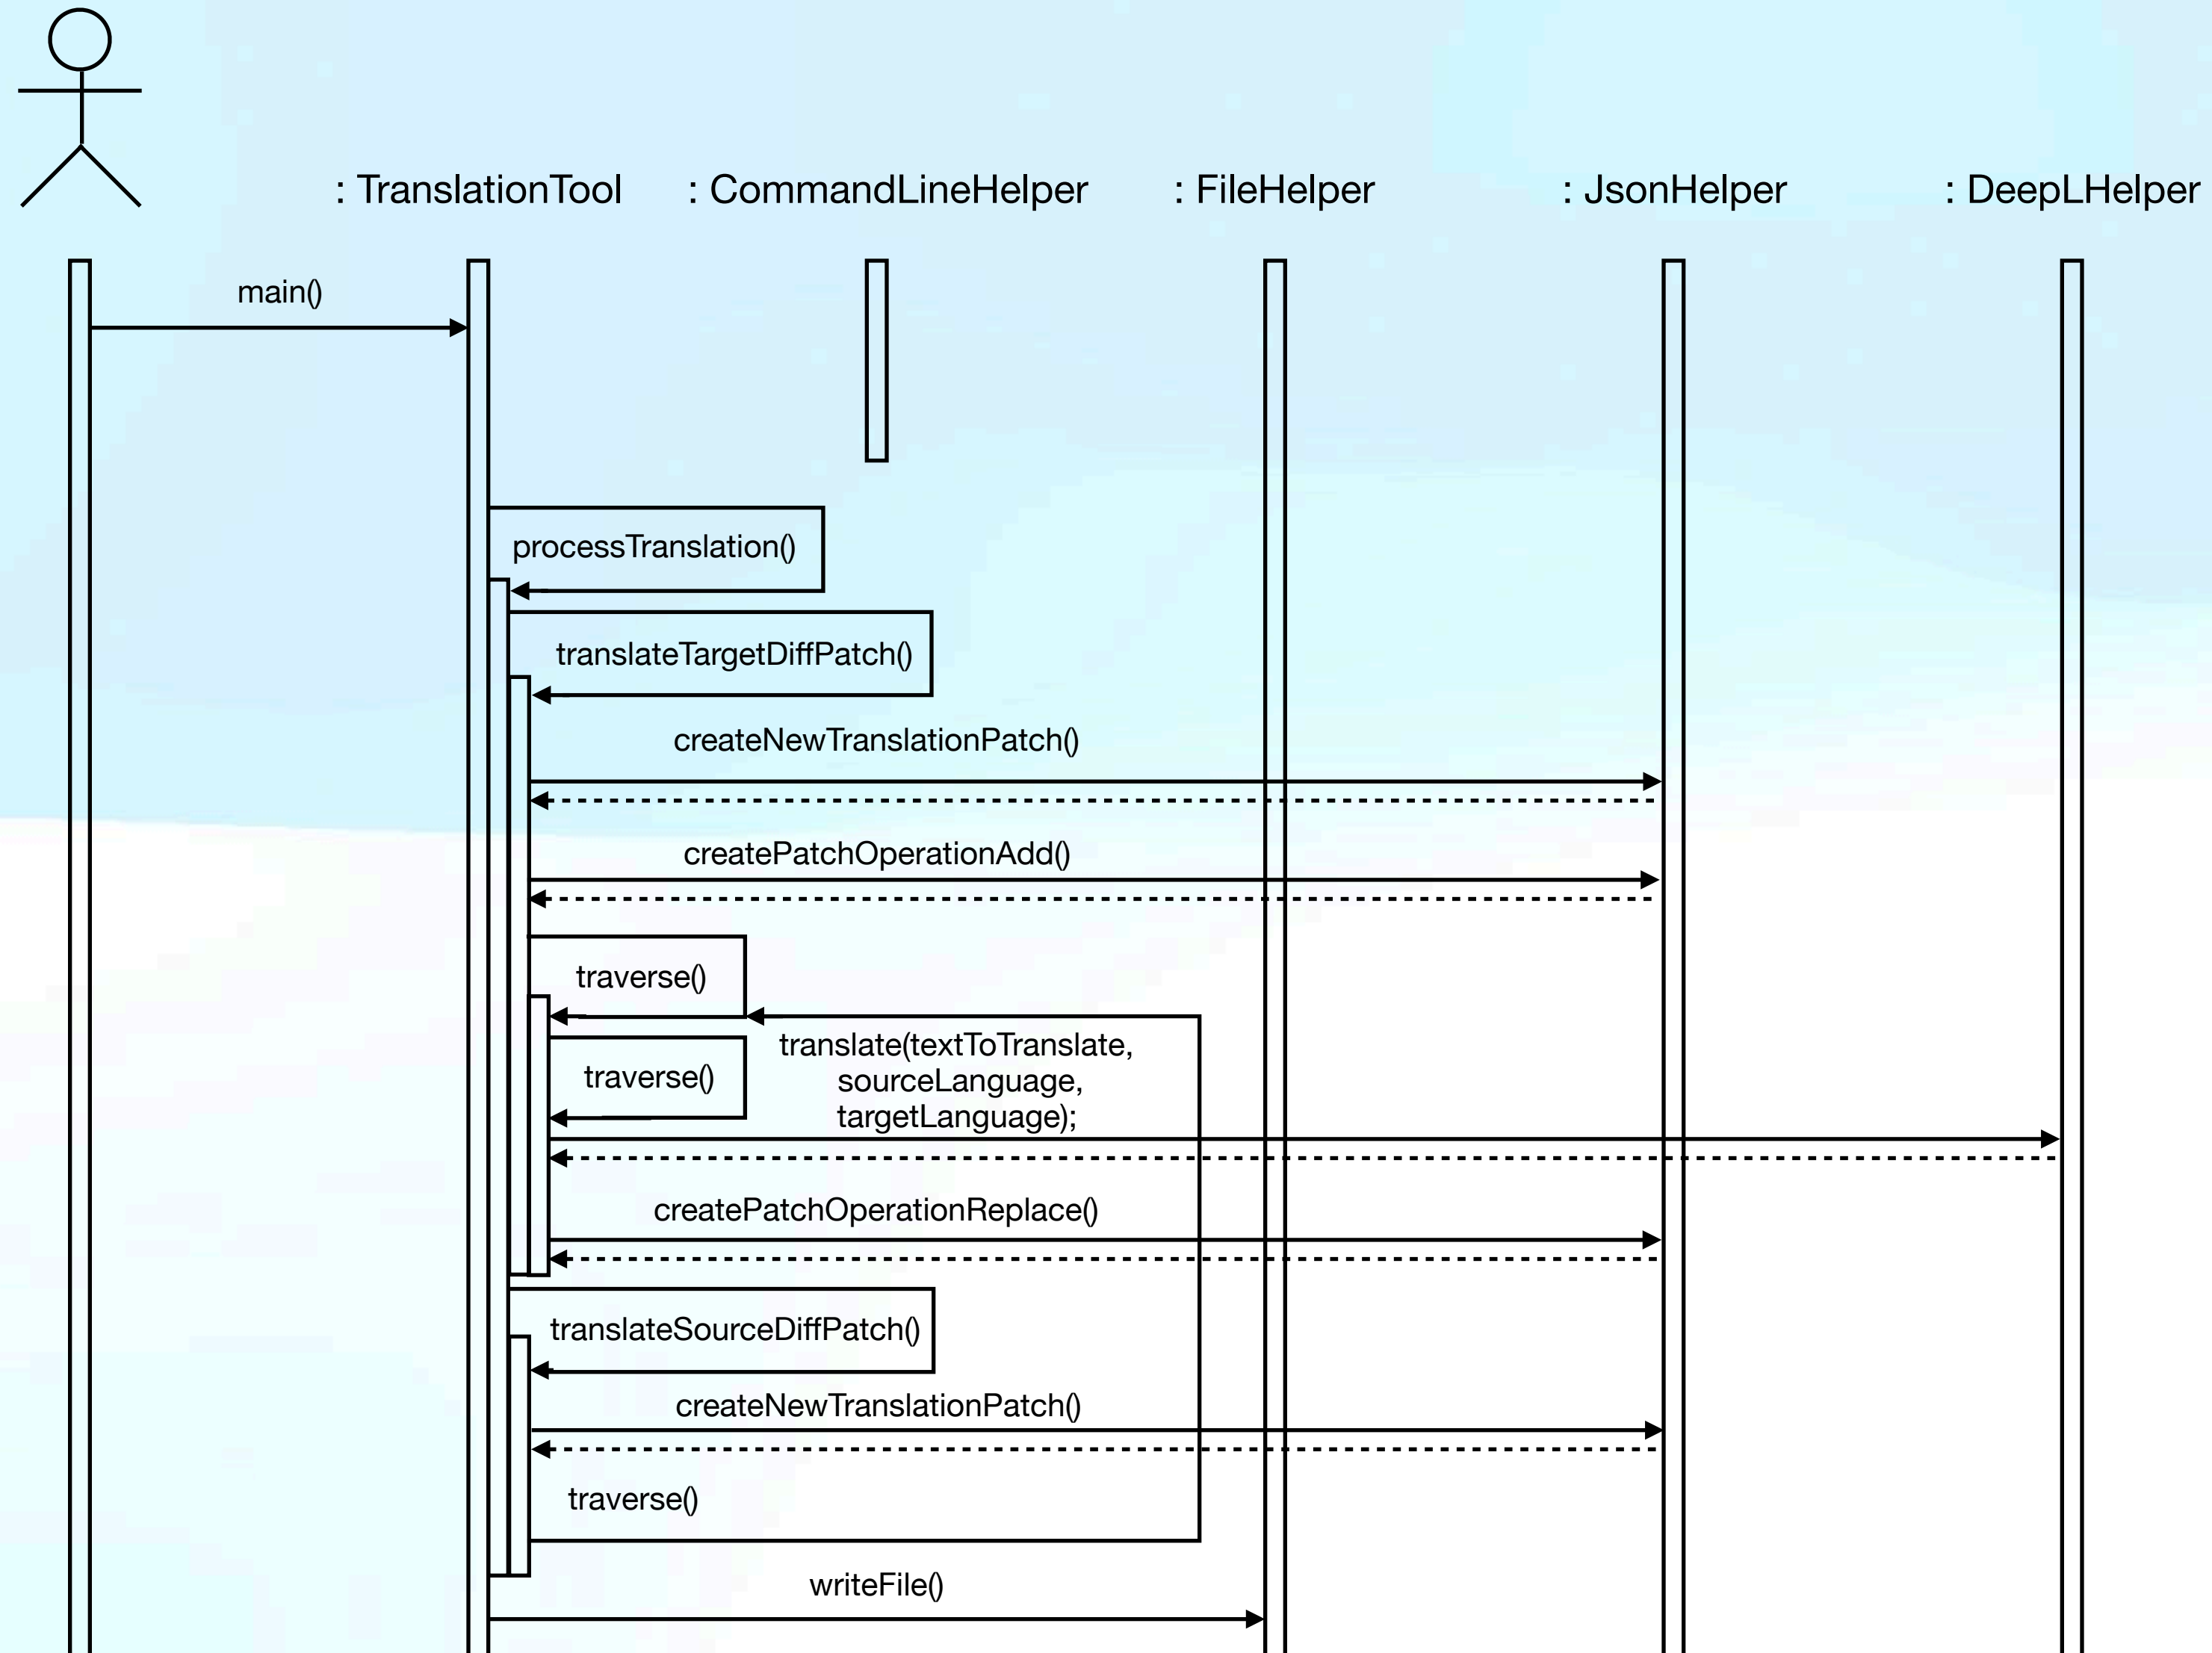 : TranslationTool
: CommandLineHelper
: FileHelper
: JsonHelper
: DeepLHelper
main()
processTranslation()
translateTargetDiffPatch()
createNewTranslationPatch()
createPatchOperationAdd()
traverse()
translate(textToTranslate,
sourceLanguage,
targetLanguage);
traverse()
createPatchOperationReplace()
translateSourceDiffPatch()
createNewTranslationPatch()
traverse()
writeFile()